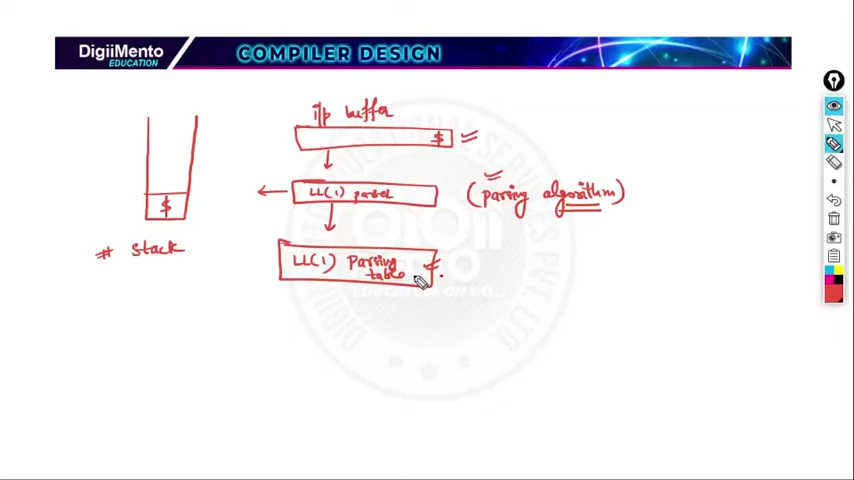 DigiiMento
EDUCATION
COMPILER DESIGN
i/p buffer
$
LL(1) parser
(parsing algorithm)
$
# Stack
LL(1) Parsing
table